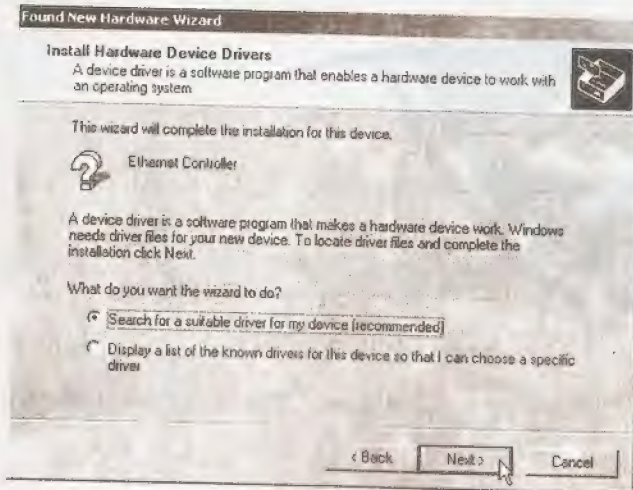 Found New Hardware Wizard
Install Hardware Device Drivers
A device driver is a software program that enables a hardware device to work with
an operating system
This wizard will complete the installation for this device.
Ethernet Controller
A device driver is a software program that makes a hardware device work. Windows
needs driver files for your new device. To locate driver files and complete the
installation click Next.
What do you want the wizard to do?
Search for a suitable driver for my device (recommended)
Display a list of the known drivers for this device so that I can choose a specific
driver
< Back
Next >
Cancel